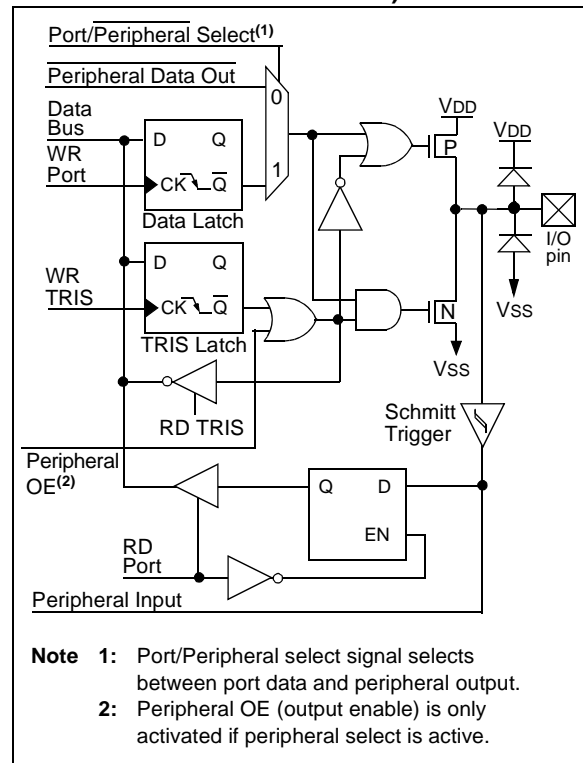 Port/Peripheral Select(1)
Peripheral Data Out
Data
Bus
WR
Port
D Q
CK Q
Data Latch
0
1
VDD
P
VDD
I/O
pin
WR
TRIS
D Q
CK Q
TRIS Latch
N
VSS
VSS
RD TRIS
Schmitt
Trigger
Peripheral
OE(2)
Q D
EN
RD
Port
Peripheral Input
Note 1: Port/Peripheral select signal selects
between port data and peripheral output.
2: Peripheral OE (output enable) is only
activated if peripheral select is active.